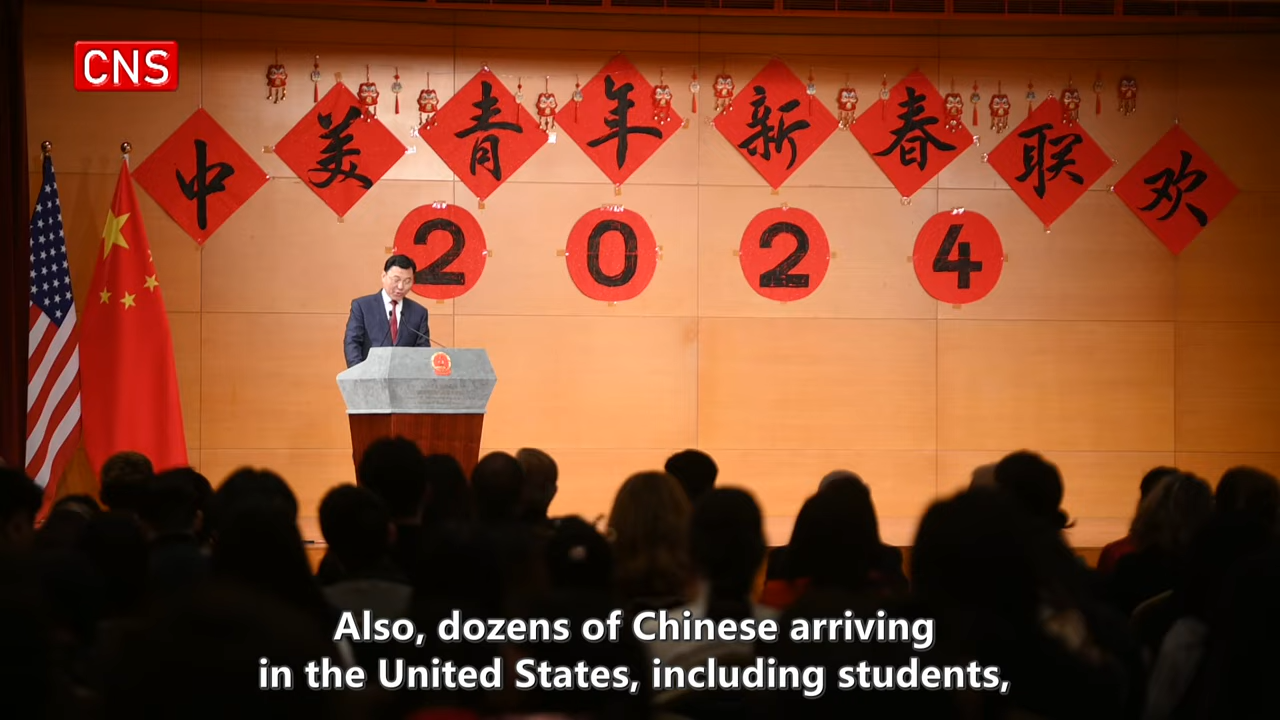 CNS
中美青年新春联欢
2024
Also, dozens of Chinese arriving
in the United States, including students,